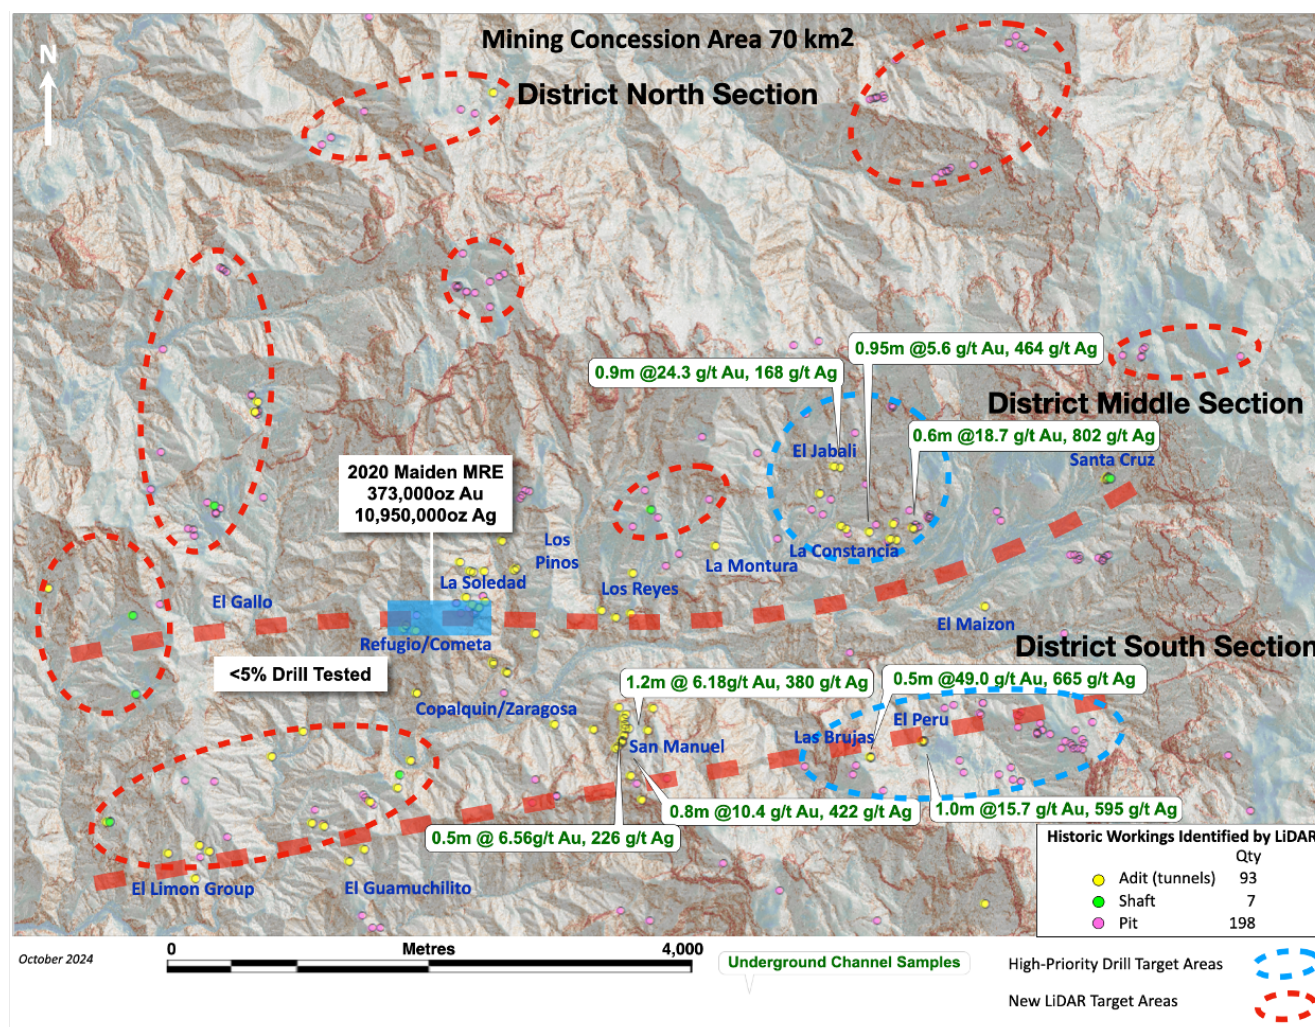 Mining Concession Area 70 km2
N
District North Section
0.95m @5.6 g/t Au, 464 g/t Ag
0.9m @24.3 g/t Au, 168 g/t Ag
District Middle Section
0.6m @18.7 g/t Au, 802 g/t Ag
El Jabali
Santa Cruz
2020 Maiden MRE
373,000oz Au
10,950,000oz Ag
Los
Pinos
La Constancia
La Montura
La Soledad
Los Reyes
El Gallo
El Maizon
Refugio/Cometa
District South Section
<5% Drill Tested
1.2m @ 6.18g/t Au, 380 g/t Ag
0.5m @49.0 g/t Au, 665 g/t Ag
Copalquin/Zaragosa
El Peru
Las Brujas
San Manuel
0.8m @10.4 g/t Au, 422 g/t Ag
1.0m @15.7 g/t Au, 595 g/t Ag
0.5m @ 6.56g/t Au, 226 g/t Ag
El Limon Group
El Guamuchilito
Historic Workings Identified by LiDAR
Qty
Adit (tunnels) 93
Shaft 7
Pit 198
October 2024
0 Metres 4,000
Underground Channel Samples
High-Priority Drill Target Areas
New LiDAR Target Areas